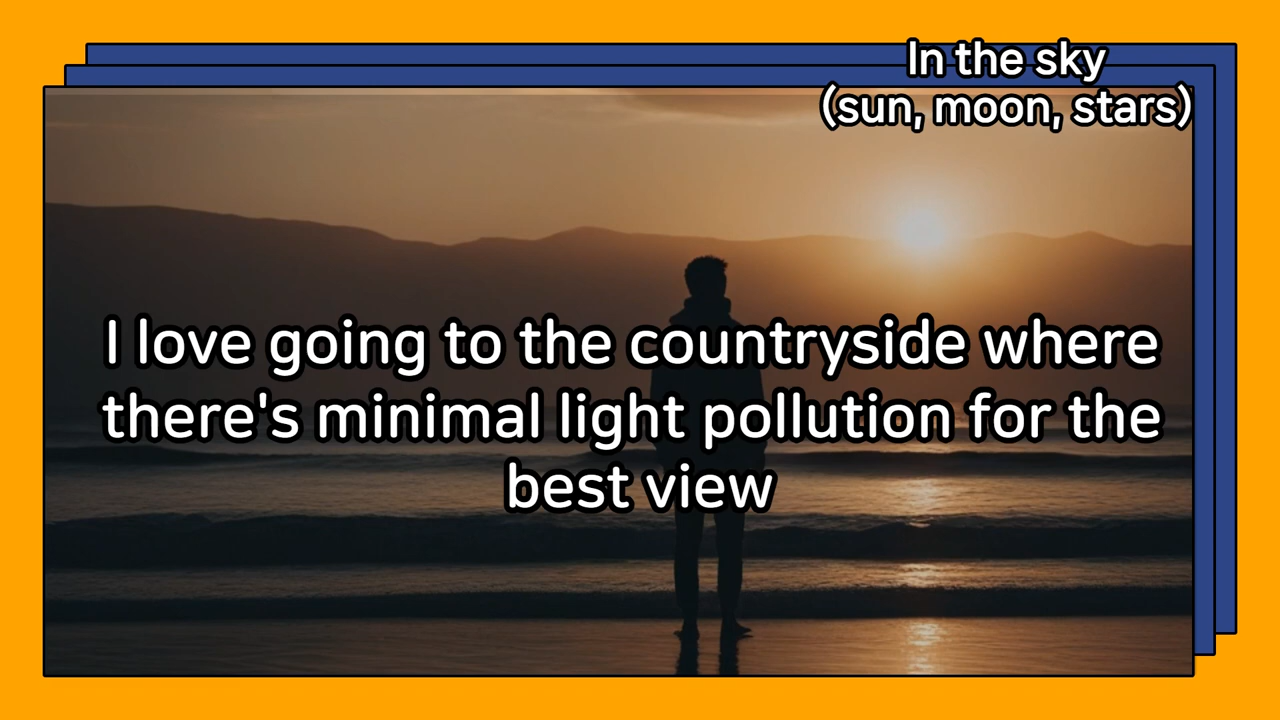 In the sky
(sun, moon, stars)
I love going to the countryside where
there's minimal light pollution for the
best view